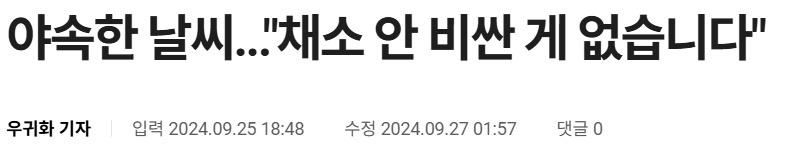 야속한 날씨..."채소 안 비싼 게 없습니다"
우귀화 기자 입력 2024.09.25 18:48 수정 2024.09.27 01:57 댓글 0